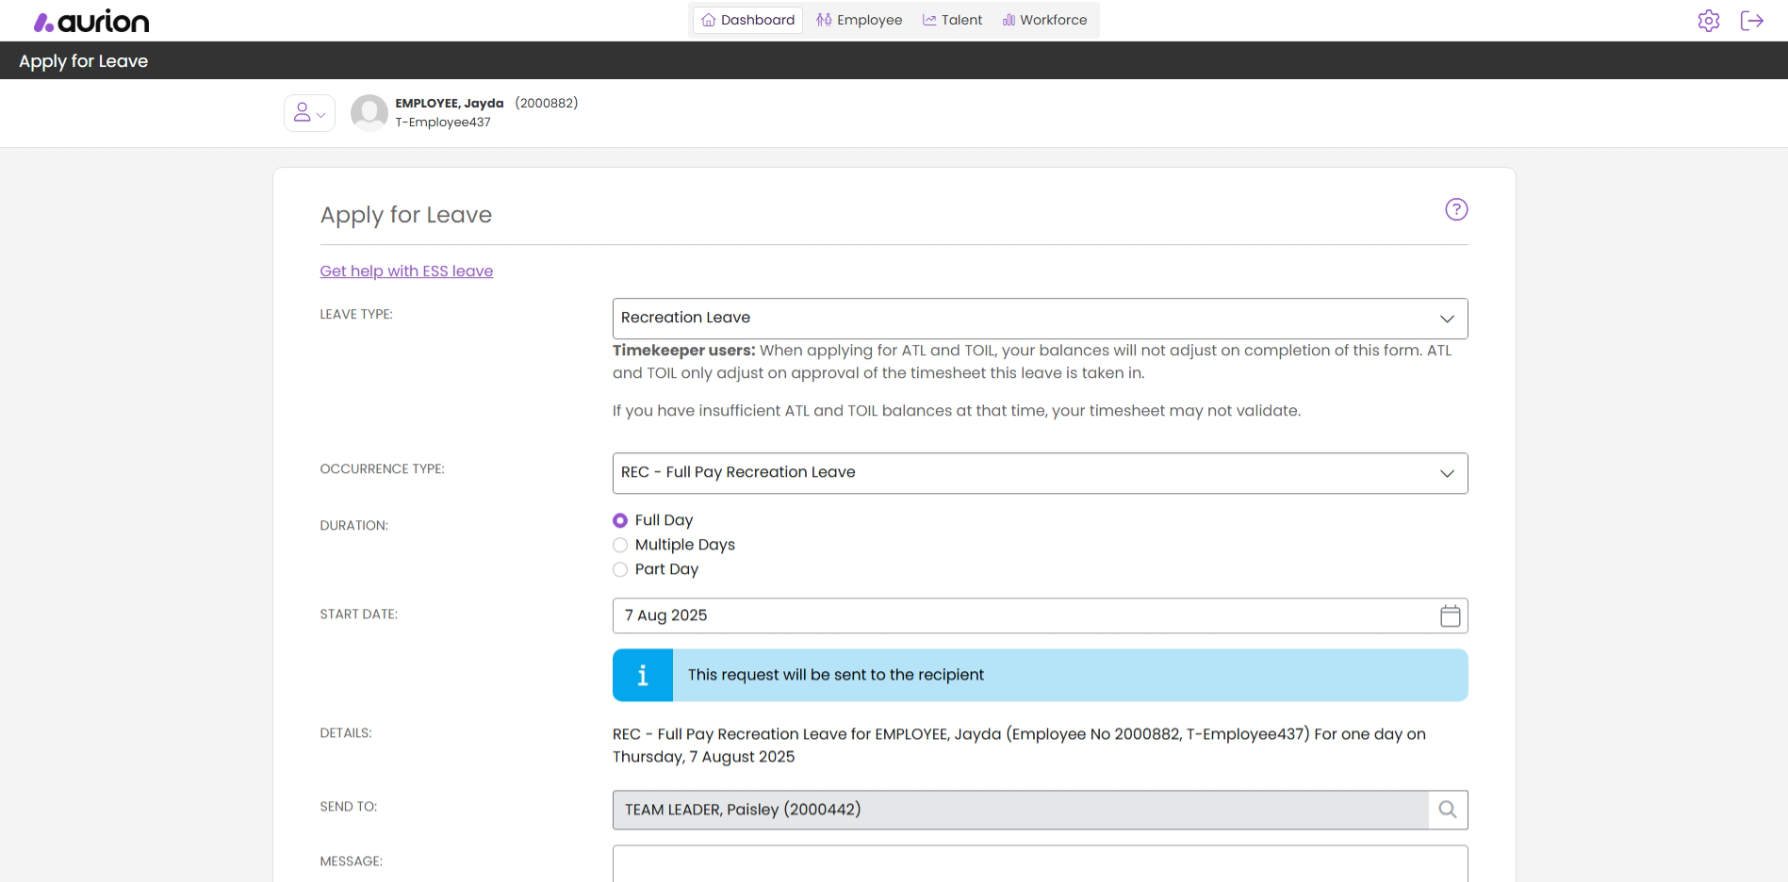 aurion
Dashboard Employee Talent Workforce
Apply for Leave
EMPLOYEE, Jayda (2000882)
T-Employee437
Apply for Leave
?
Get help with ESS leave
LEAVE TYPE:
Recreation Leave
Timekeeper users: When applying for ATL and TOIL, your balances will not adjust on completion of this form. ATL
and TOIL only adjust on approval of the timesheet this leave is taken in.
If you have insufficient ATL and TOIL balances at that time, your timesheet may not validate.
OCCURRENCE TYPE:
REC - Full Pay Recreation Leave
DURATION:
Full Day
Multiple Days
Part Day
START DATE:
7 Aug 2025
i This request will be sent to the recipient
DETAILS:
REC - Full Pay Recreation Leave for EMPLOYEE, Jayda (Employee No 2000882, T-Employee437) For one day on
Thursday, 7 August 2025
SEND TO:
TEAM LEADER, Paisley (2000442)
MESSAGE: